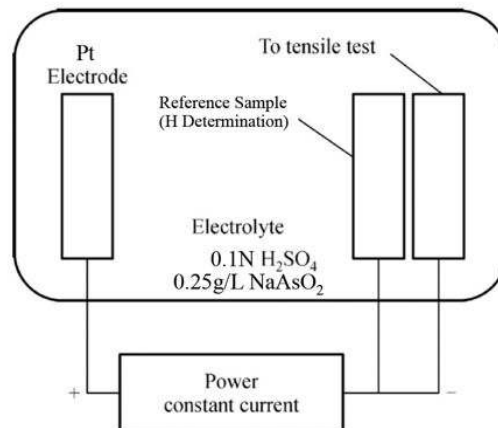 Pt
Electrode
To tensile test
Reference Sample
(H Determination)
Electrolyte
0.1N H₂SO₄
0.25g/L NaAsO₂
+
Power
constant current
−